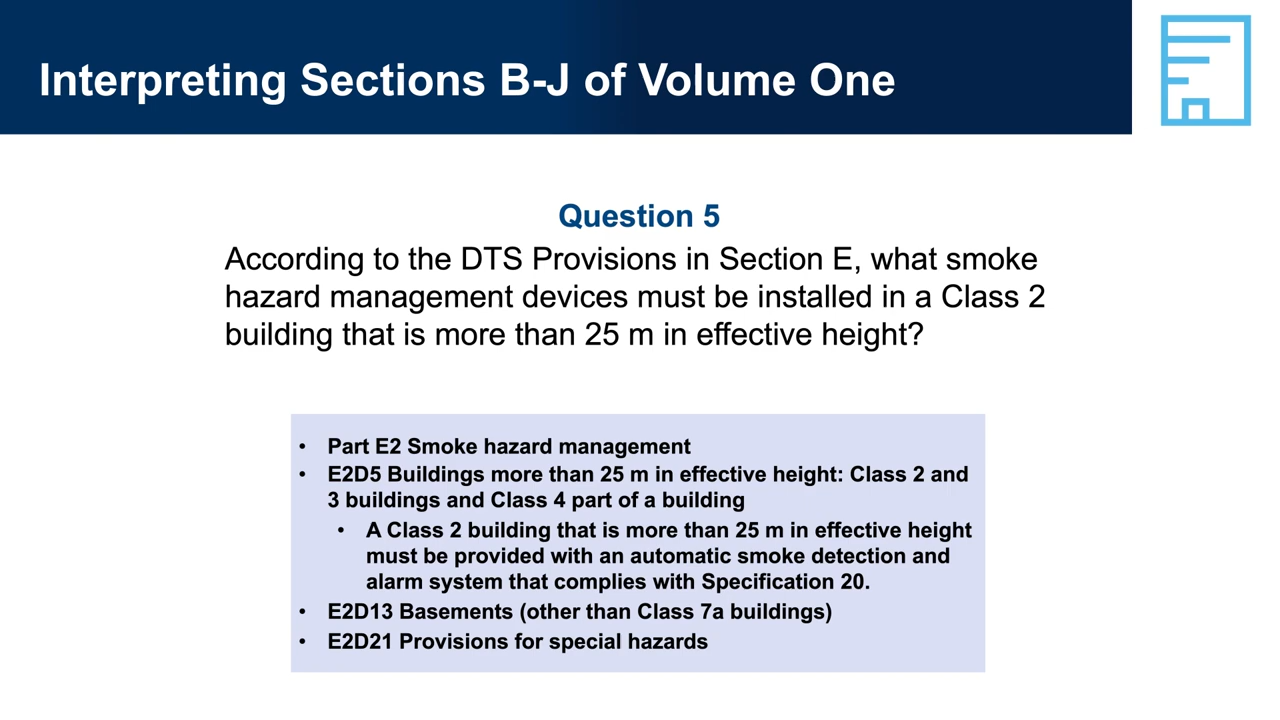 Interpreting Sections B-J of Volume One
Question 5
According to the DTS Provisions in Section E, what smoke
hazard management devices must be installed in a Class 2
building that is more than 25 m in effective height?
• Part E2 Smoke hazard management
• E2D5 Buildings more than 25 m in effective height: Class 2 and
3 buildings and Class 4 part of a building
• A Class 2 building that is more than 25 m in effective height
must be provided with an automatic smoke detection and
alarm system that complies with Specification 20.
• E2D13 Basements (other than Class 7a buildings)
• E2D21 Provisions for special hazards